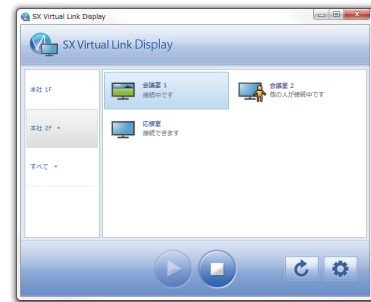 SX Virtual Link Display
SX Virtual Link Display
本社 1F
本社 2F *
すべて *
会議室 1
接続中です
会議室 2
他の人が接続中です
応接室
接続できます